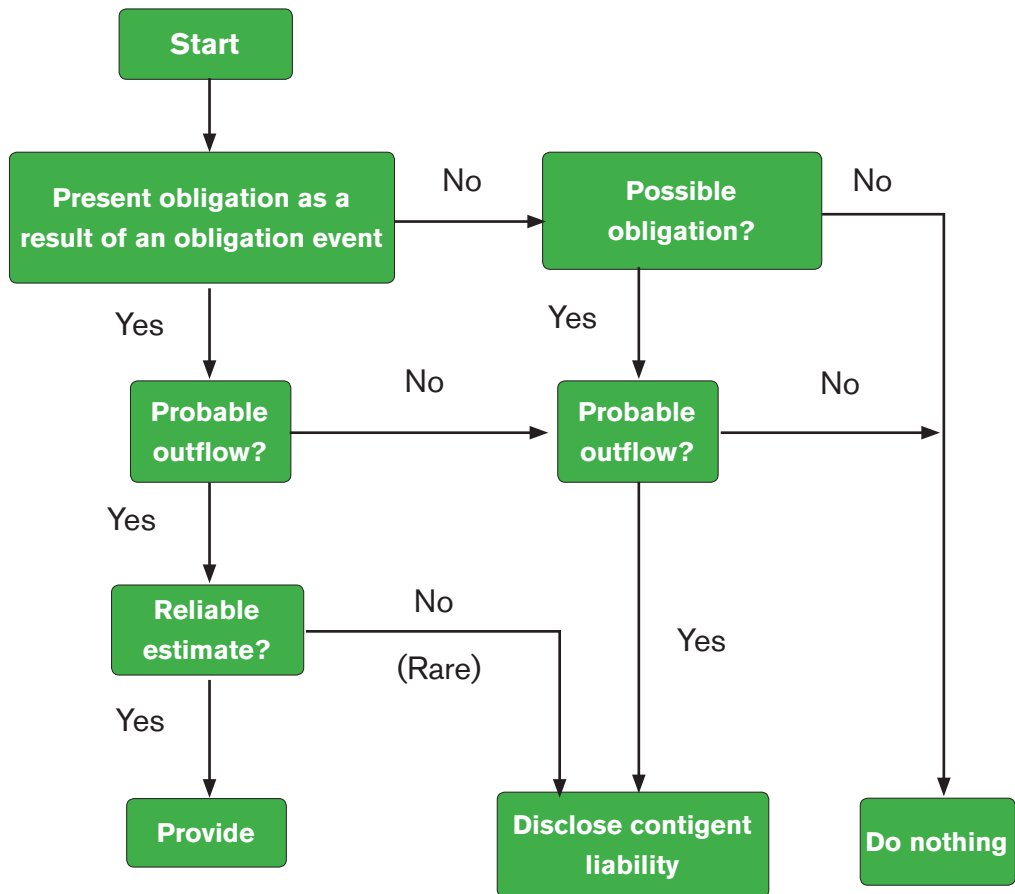 Start
Present obligation as a
result of an obligation event
No
Possible
obligation?
No
Yes
Yes
Probable
outflow?
No
Probable
outflow?
No
Yes
Reliable
estimate?
No
(Rare)
Yes
Yes
Provide
Disclose contigent
liability
Do nothing